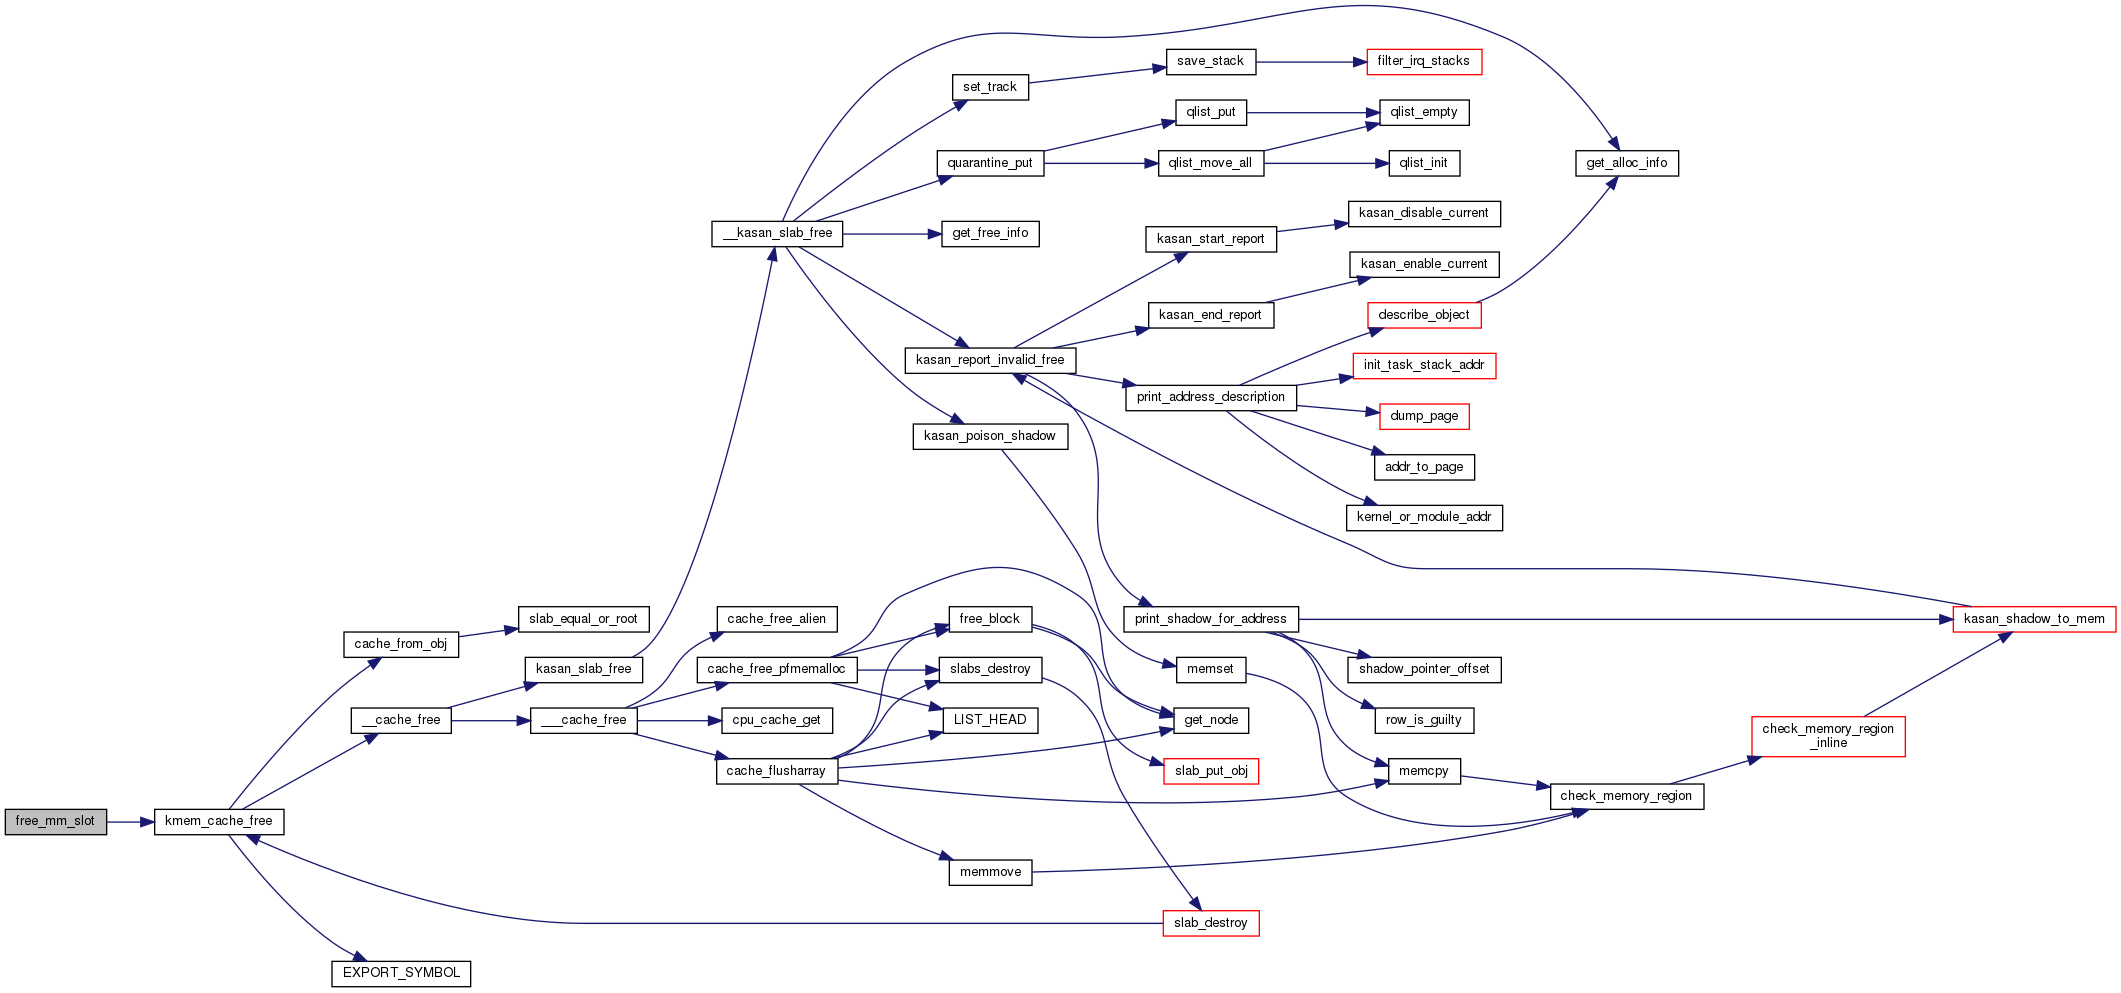 free_mm_slot
kmem_cache_free
cache_from_obj
__cache_free
EXPORT_SYMBOL
slab_equal_or_root
kasan_slab_free
___cache_free
__kasan_slab_free
cache_free_alien
cache_free_pfmemalloc
cpu_cache_get
cache_flusharray
set_track
quarantine_put
get_free_info
kasan_report_invalid_free
kasan_poison_shadow
free_block
slabs_destroy
LIST_HEAD
memmove
save_stack
qlist_put
qlist_move_all
kasan_start_report
kasan_end_report
print_address_description
print_shadow_for_address
memset
get_node
slab_put_obj
slab_destroy
filter_irq_stacks
qlist_empty
qlist_init
kasan_disable_current
kasan_enable_current
describe_object
init_task_stack_addr
dump_page
addr_to_page
kernel_or_module_addr
shadow_pointer_offset
row_is_guilty
memcpy
get_alloc_info
check_memory_region
check_memory_region
_inline
kasan_shadow_to_mem